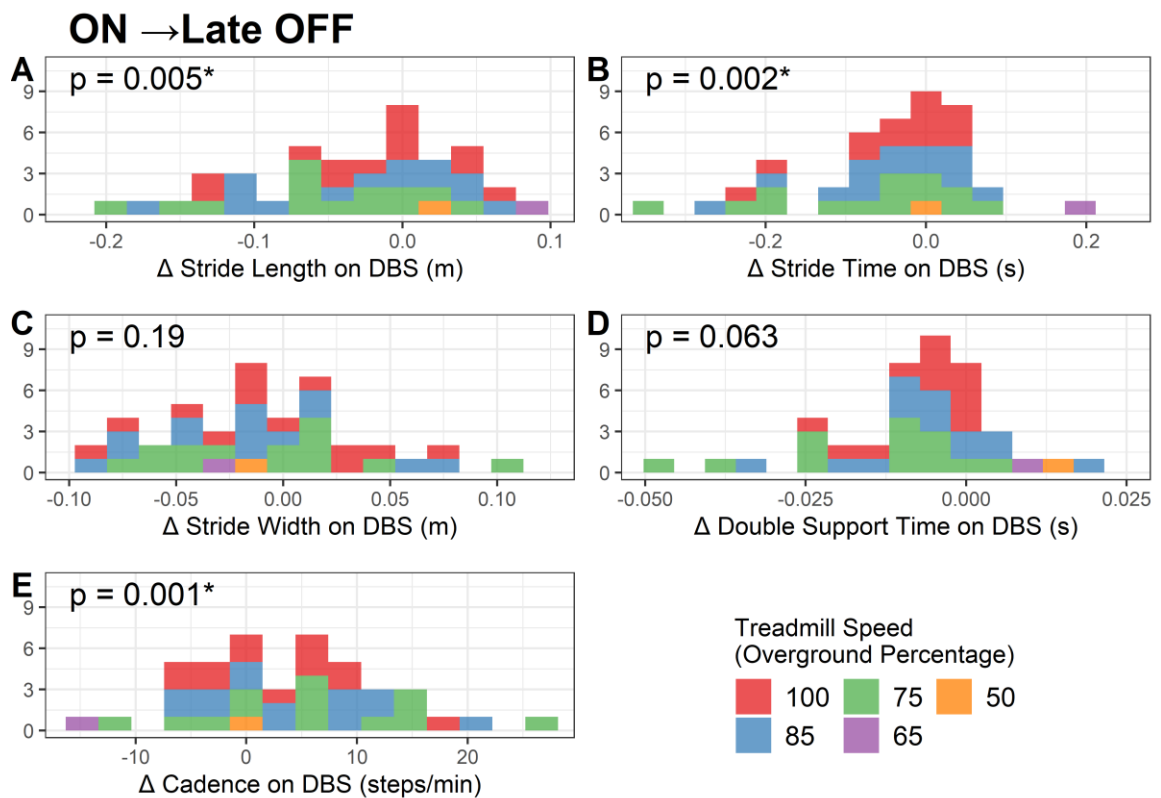 ON →Late OFF
A
p = 0.005*
9
6
3
0
-0.2 -0.1 0.0 0.1
Δ Stride Length on DBS (m)
B
p = 0.002*
9
6
3
0
-0.2 0.0 0.2
Δ Stride Time on DBS (s)
C
p = 0.19
9
6
3
0
-0.10 -0.05 0.00 0.05 0.10
Δ Stride Width on DBS (m)
D
p = 0.063
9
6
3
0
-0.050 -0.025 0.000 0.025
Δ Double Support Time on DBS (s)
E
p = 0.001*
9
6
3
0
-10 0 10 20
Δ Cadence on DBS (steps/min)
Treadmill Speed
(Overground Percentage)
100 75 50
85 65